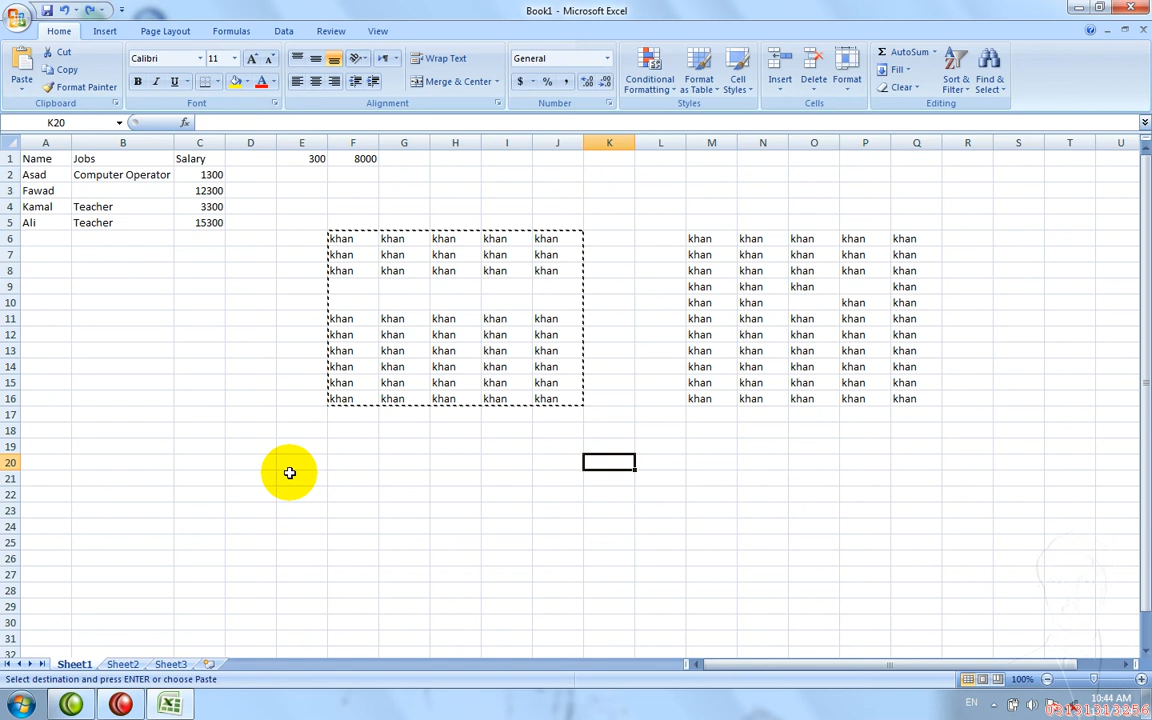 Book1 - Microsoft Excel
Home Insert Page Layout Formulas Data Review View
Paste Cut Copy Format Painter Clipboard
Calibri 11 B I U A A A Font
Wrap Text Merge & Center Alignment
General $ % , Number
Conditional Formatting Format as Table Cell Styles Styles
Insert Delete Format Cells
Σ AutoSum Fill Clear Sort & Filter Find & Select Editing
K20 fx
A B C D E F G H I J K L M N O P Q R S T U
1 Name Jobs Salary 300 8000
2 Asad Computer Operator 1300
3 Fawad 12300
4 Kamal Teacher 3300
5 Ali Teacher 15300
6 khan khan khan khan khan khan khan khan khan khan
7 khan khan khan khan khan khan khan khan khan khan
8 khan khan khan khan khan khan khan khan khan khan
9 khan khan khan khan
10 khan khan khan khan
11 khan khan khan khan khan khan khan khan khan khan
12 khan khan khan khan khan khan khan khan khan khan
13 khan khan khan khan khan khan khan khan khan khan
14 khan khan khan khan khan khan khan khan khan khan
15 khan khan khan khan khan khan khan khan khan khan
16 khan khan khan khan khan khan khan khan khan khan
17
18
19
20
21
22
23
24
25
26
27
28
29
30
31
32
Sheet1 Sheet2 Sheet3
Select destination and press ENTER or choose Paste 100%
EN 10:44 AM